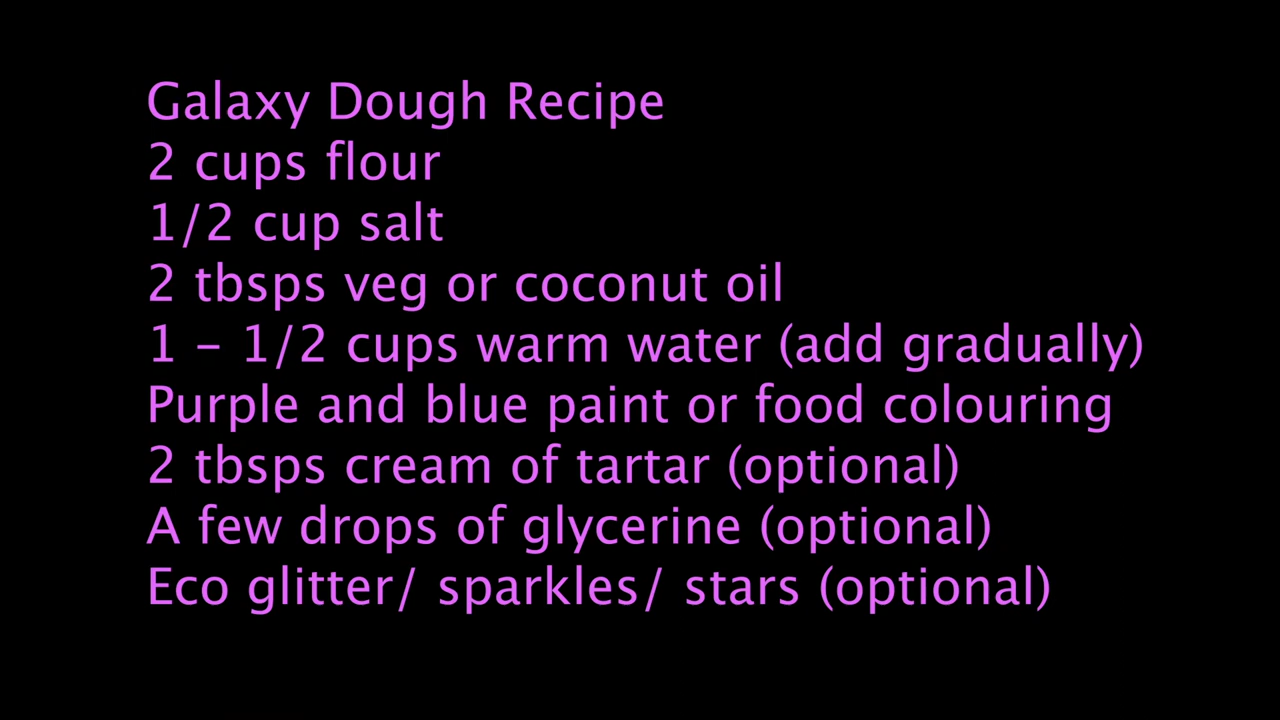 Galaxy Dough Recipe
2 cups flour
1/2 cup salt
2 tbsps veg or coconut oil
1 - 1/2 cups warm water (add gradually)
Purple and blue paint or food colouring
2 tbsps cream of tartar (optional)
A few drops of glycerine (optional)
Eco glitter/ sparkles/ stars (optional)